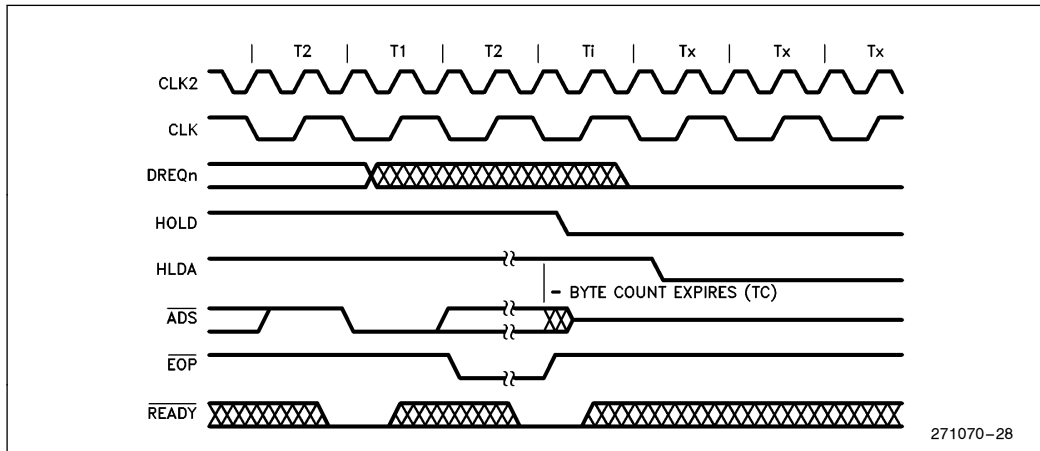 | T2 | T1 | T2 | Ti | Tx | Tx | Tx
CLK2
CLK
DREQn
HOLD
HLDA
– BYTE COUNT EXPIRES (TC)
ADS
EOP
READY
271070–28